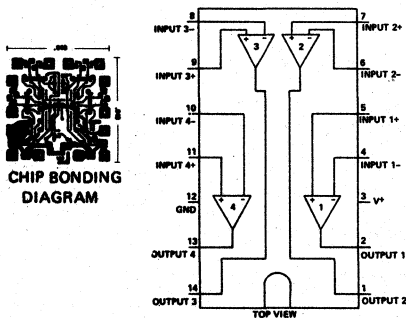 CHIP BONDING
DIAGRAM
8
INPUT 3−
9
INPUT 3+
10
INPUT 4−
11
INPUT 4+
12
GND
13
OUTPUT 4
14
OUTPUT 3
7
INPUT 2+
6
INPUT 2−
5
INPUT 1+
4
INPUT 1−
3
V+
2
OUTPUT 1
1
OUTPUT 2
− +
3
+ −
2
+ −
4
+ −
1
TOP VIEW